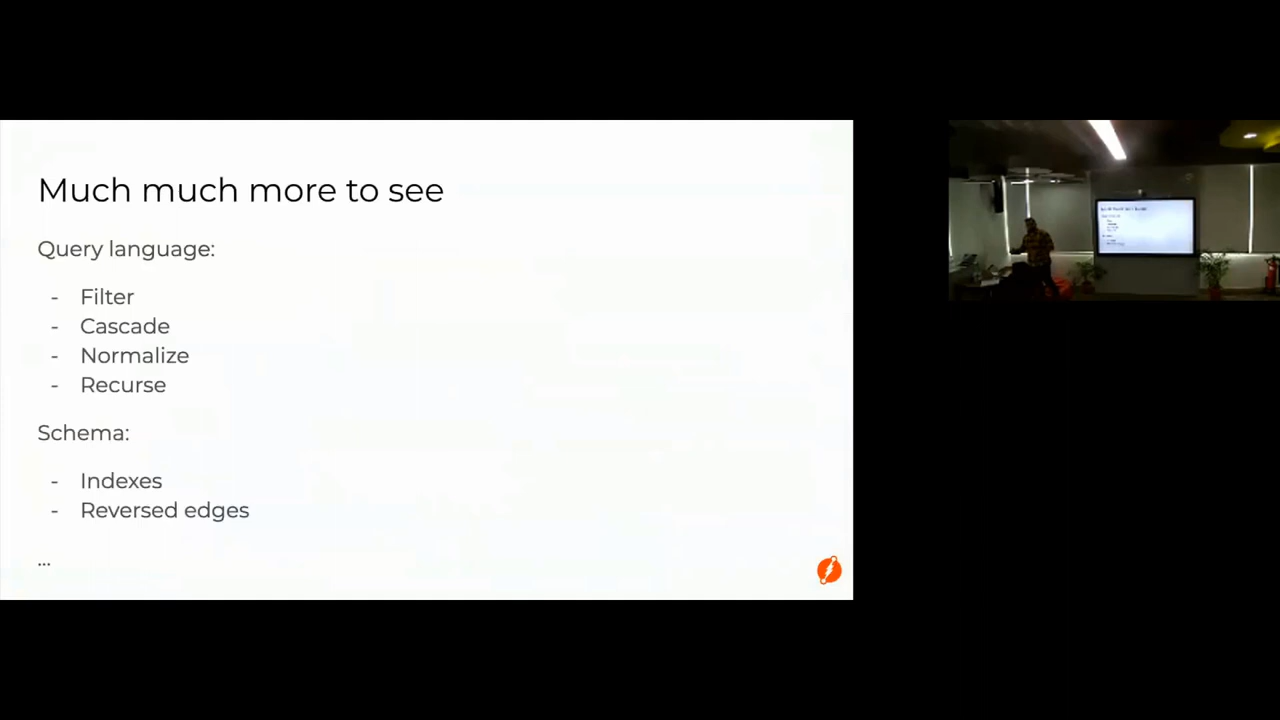 Much much more to see
Query language:
- Filter
- Cascade
- Normalize
- Recurse
Schema:
- Indexes
- Reversed edges
...